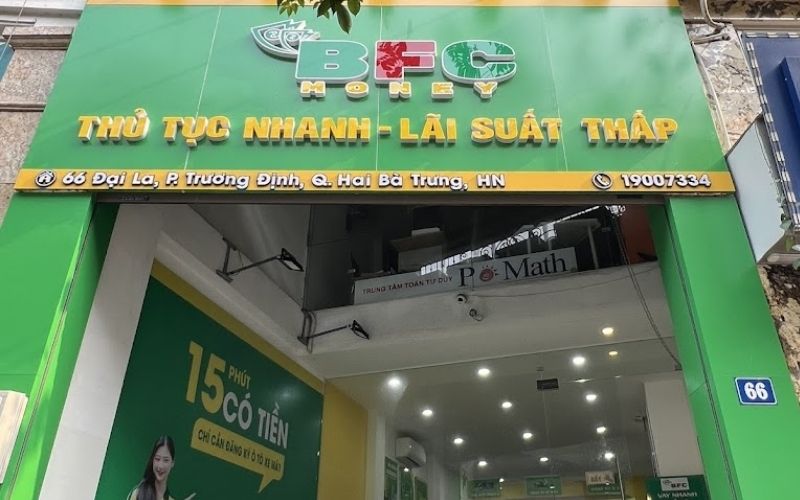 BFC
MONEY
THỦ TỤC NHANH - LÃI SUẤT THẤP
66 Đại La, P. Trương Định, Q. Hai Bà Trưng, HN
19007334
TRUNG TÂM TOÁN TƯ DUY
POMath
15 PHÚT
CÓ TIỀN
CHỈ CẦN ĐĂNG KÝ Ô TÔ XE MÁY
66
BFC
VAY NHANH